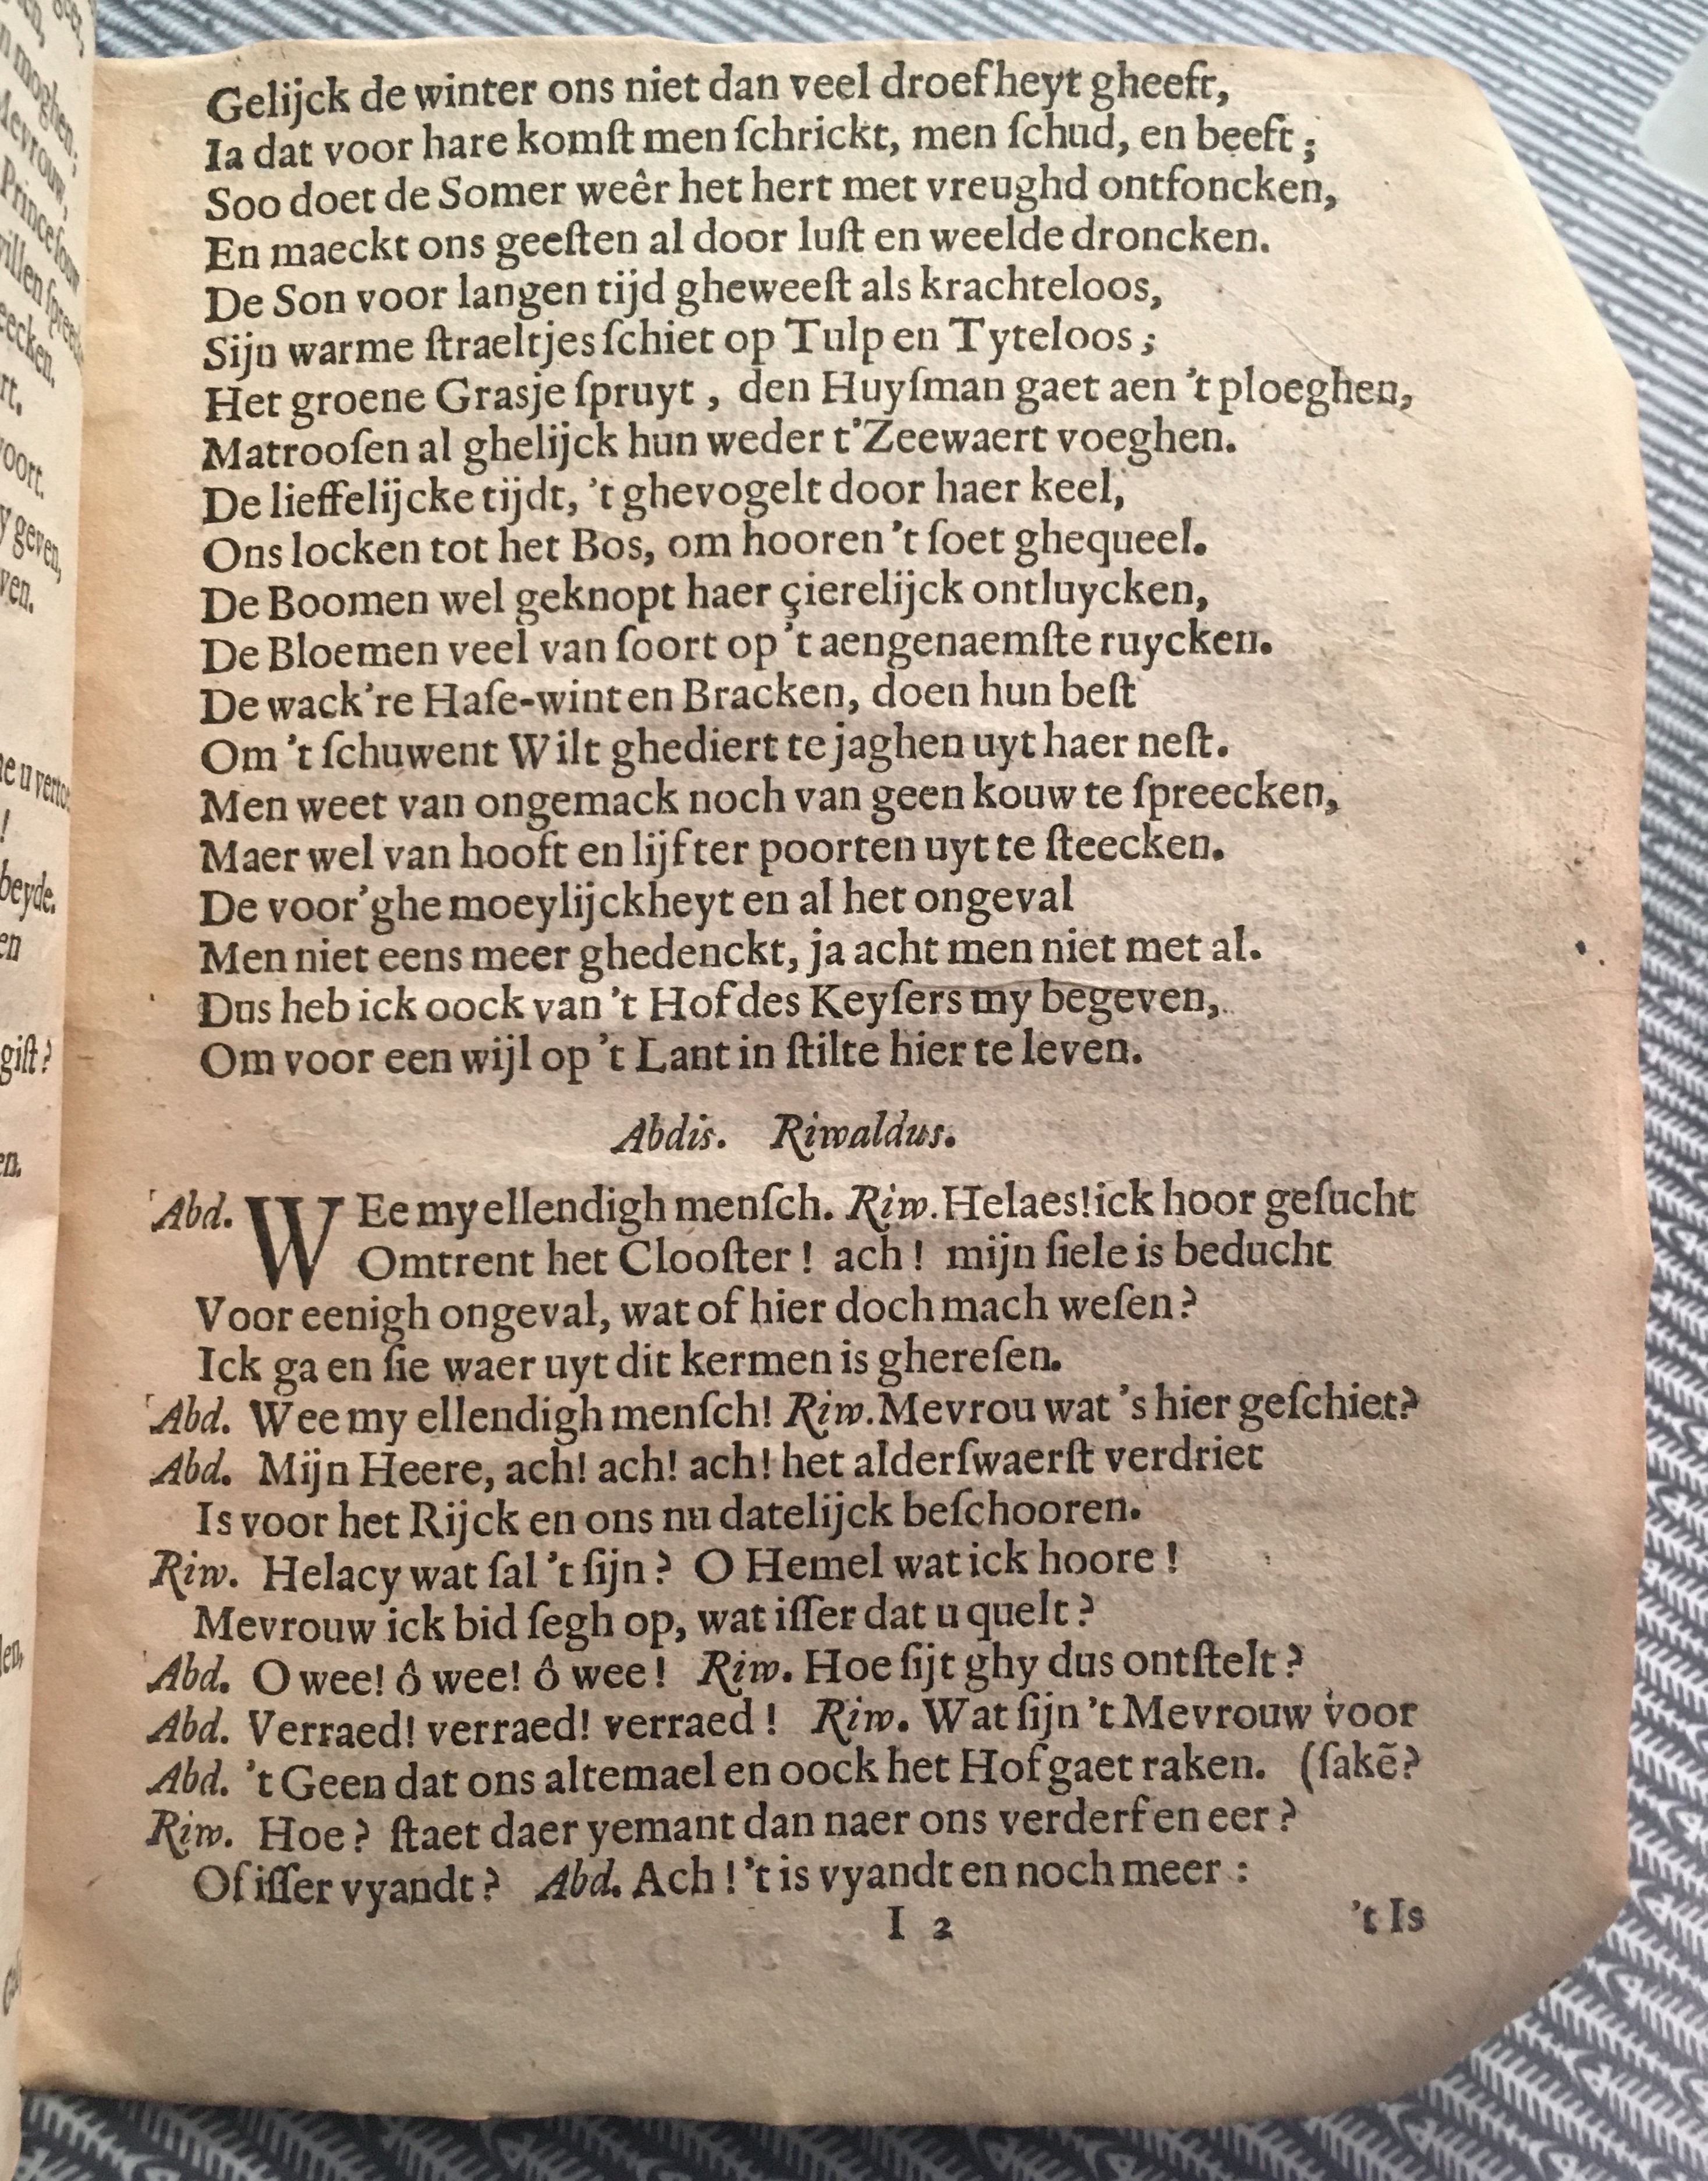 Gelijck de winter ons niet dan veel droefheyt gheeft,
Ia dat voor hare komſt men ſchrickt, men ſchud, en beeft;
Soo doet de Somer weêr het hert met vreughd ontfoncken,
En maeckt ons geeſten al door luſt en weelde droncken.
De Son voor langen tijd gheweeſt als krachteloos,
Sijn warme ſtraeltjes ſchiet op Tulp en Tyteloos;
Het groene Grasje ſpruyt, den Huyſman gaet aen 't ploeghen,
Matrooſen al ghelijck hun weder t'Zeewaert voeghen.
De lieffelijcke tijdt, 't ghevogelt door haer keel,
Ons locken tot het Bos, om hooren 't ſoet ghequeel.
De Boomen wel geknopt haer çierelijck ontluycken,
De Bloemen veel van ſoort op 't aengenaemſte ruycken.
De wack're Haſe-wint en Bracken, doen hun beſt
Om 't ſchuwent Wilt ghediert te jaghen uyt haer neſt.
Men weet van ongemack noch van geen kouw te ſpreecken,
Maer wel van hooft en lijf ter poorten uyt te ſteecken.
De voor'ghe moeylijckheyt en al het ongeval
Men niet eens meer ghedenckt, ja acht men niet met al.
Dus heb ick oock van 't Hof des Keyſers my begeven,
Om voor een wijl op 't Lant in ſtilte hier te leven.
Abdis. Riwaldus.
Abd. WEe my ellendigh menſch. Riw. Helaes! ick hoor geſucht
Omtrent het Clooſter! ach! mijn ſiele is beducht
Voor eenigh ongeval, wat of hier doch mach weſen?
Ick ga en ſie waer uyt dit kermen is ghereſen.
Abd. Wee my ellendigh menſch! Riw. Mevrou wat 's hier geſchiet?
Abd. Mijn Heere, ach! ach! ach! het alderſwaerſt verdriet
Is voor het Rijck en ons nu datelijck beſchooren.
Riw. Helacy wat ſal 't ſijn? O Hemel wat ick hoore!
Mevrouw ick bid ſegh op, wat iſſer dat u quelt?
Abd. O wee! ô wee! ô wee! Riw. Hoe ſijt ghy dus ontſtelt?
Abd. Verraed! verraed! verraed! Riw. Wat ſijn 't Mevrouw voor
Abd. 't Geen dat ons altemael en oock het Hof gaet raken. (ſakẽ?
Riw. Hoe? ſtaet daer yemant dan naer ons verderf en eer?
Of iſſer vyandt? Abd. Ach! 't is vyandt en noch meer:
I 2 't Is